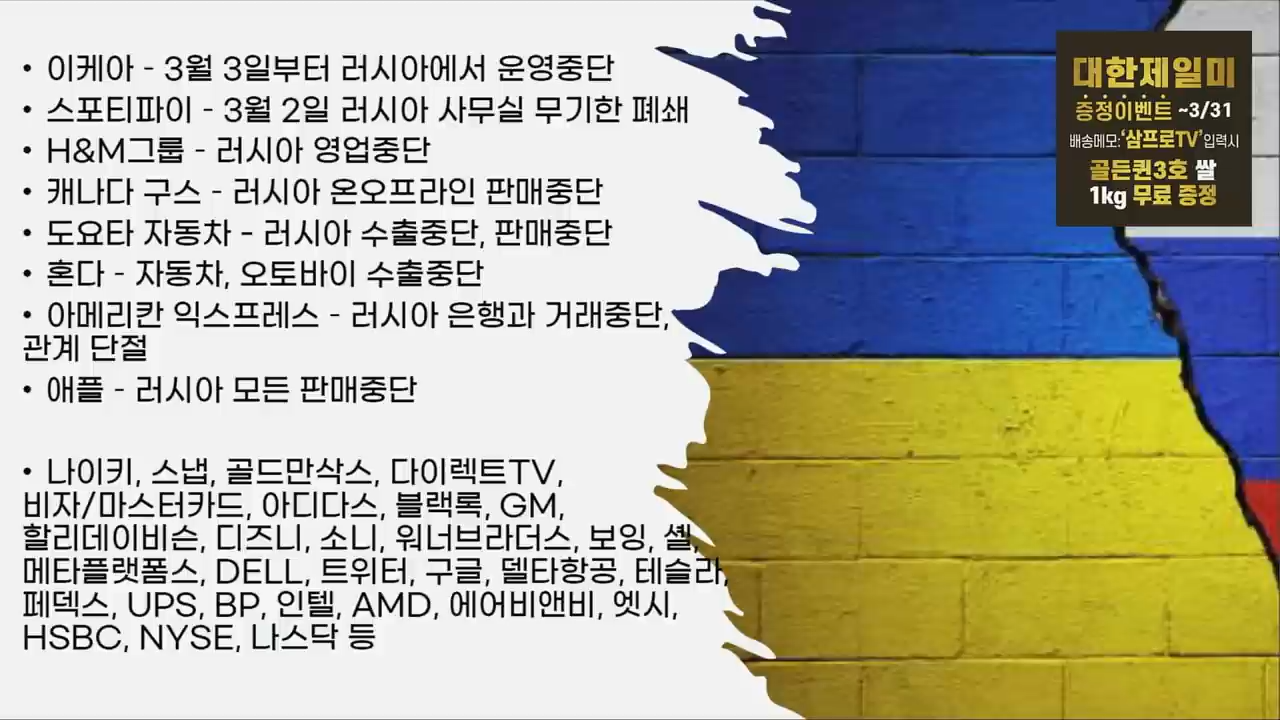 • 이케아 - 3월 3일부터 러시아에서 운영중단
• 스포티파이 - 3월 2일 러시아 사무실 무기한 폐쇄
• H&M그룹 - 러시아 영업중단
• 캐나다 구스 - 러시아 온오프라인 판매중단
• 도요타 자동차 - 러시아 수출중단, 판매중단
• 혼다 - 자동차, 오토바이 수출중단
• 아메리칸 익스프레스 - 러시아 은행과 거래중단,
관계 단절
• 애플 - 러시아 모든 판매중단
• 나이키, 스냅, 골드만삭스, 다이렉트TV,
비자/마스터카드, 아디다스, 블랙록, GM,
할리데이비슨, 디즈니, 소니, 워너브라더스, 보잉, 셸,
메타플랫폼스, DELL, 트위터, 구글, 델타항공, 테슬라,
페덱스, UPS, BP, 인텔, AMD, 에어비앤비, 엣시,
HSBC, NYSE, 나스닥 등
대한제일미
증정이벤트 ~3/31
배송메모:‘삼프로TV’입력시
골든퀸3호 쌀
1kg 무료 증정